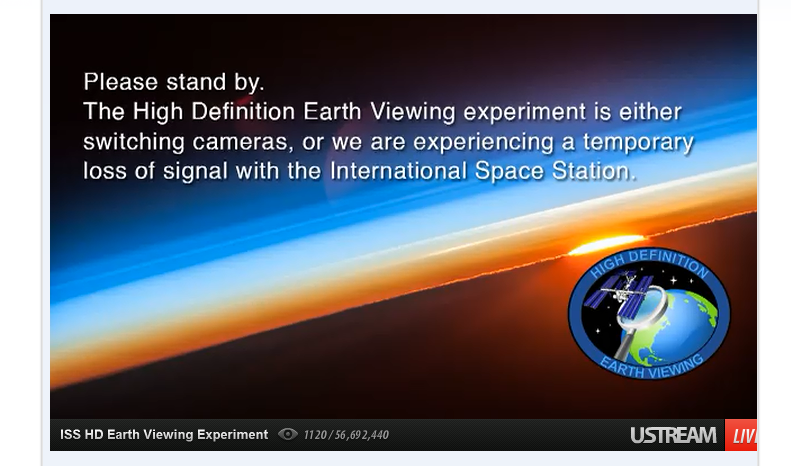 Please stand by.
The High Definition Earth Viewing experiment is either
switching cameras, or we are experiencing a temporary
loss of signal with the International Space Station.
HIGH DEFINITION
EARTH VIEWING
ISS HD Earth Viewing Experiment 1120/56,692,440 USTREAM LIV